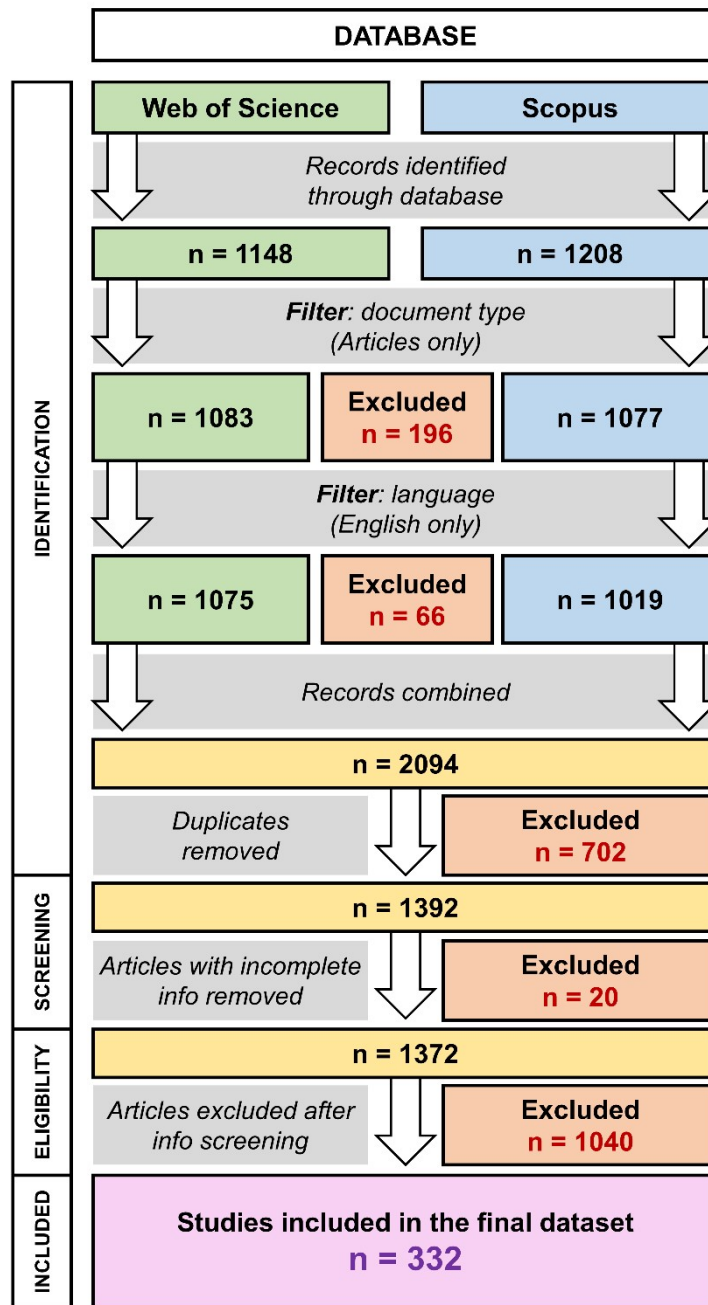 DATABASE
Web of Science
Scopus
Records identified
through database
n = 1148
n = 1208
Filter: document type
(Articles only)
n = 1083
Excluded
n = 196
n = 1077
Filter: language
(English only)
n = 1075
Excluded
n = 66
n = 1019
Records combined
n = 2094
Duplicates
removed
Excluded
n = 702
IDENTIFICATION
n = 1392
Articles with incomplete
info removed
Excluded
n = 20
SCREENING
n = 1372
Articles excluded after
info screening
Excluded
n = 1040
ELIGIBILITY
Studies included in the final dataset
n = 332
INCLUDED